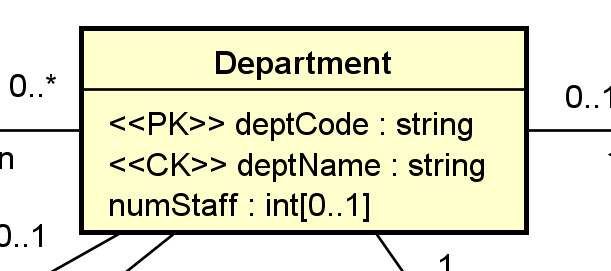 Department
0..*
0..1
<<PK>> deptCode : string
<<CK>> deptName : string
n
numStaff : int[0..1]
0..1
1